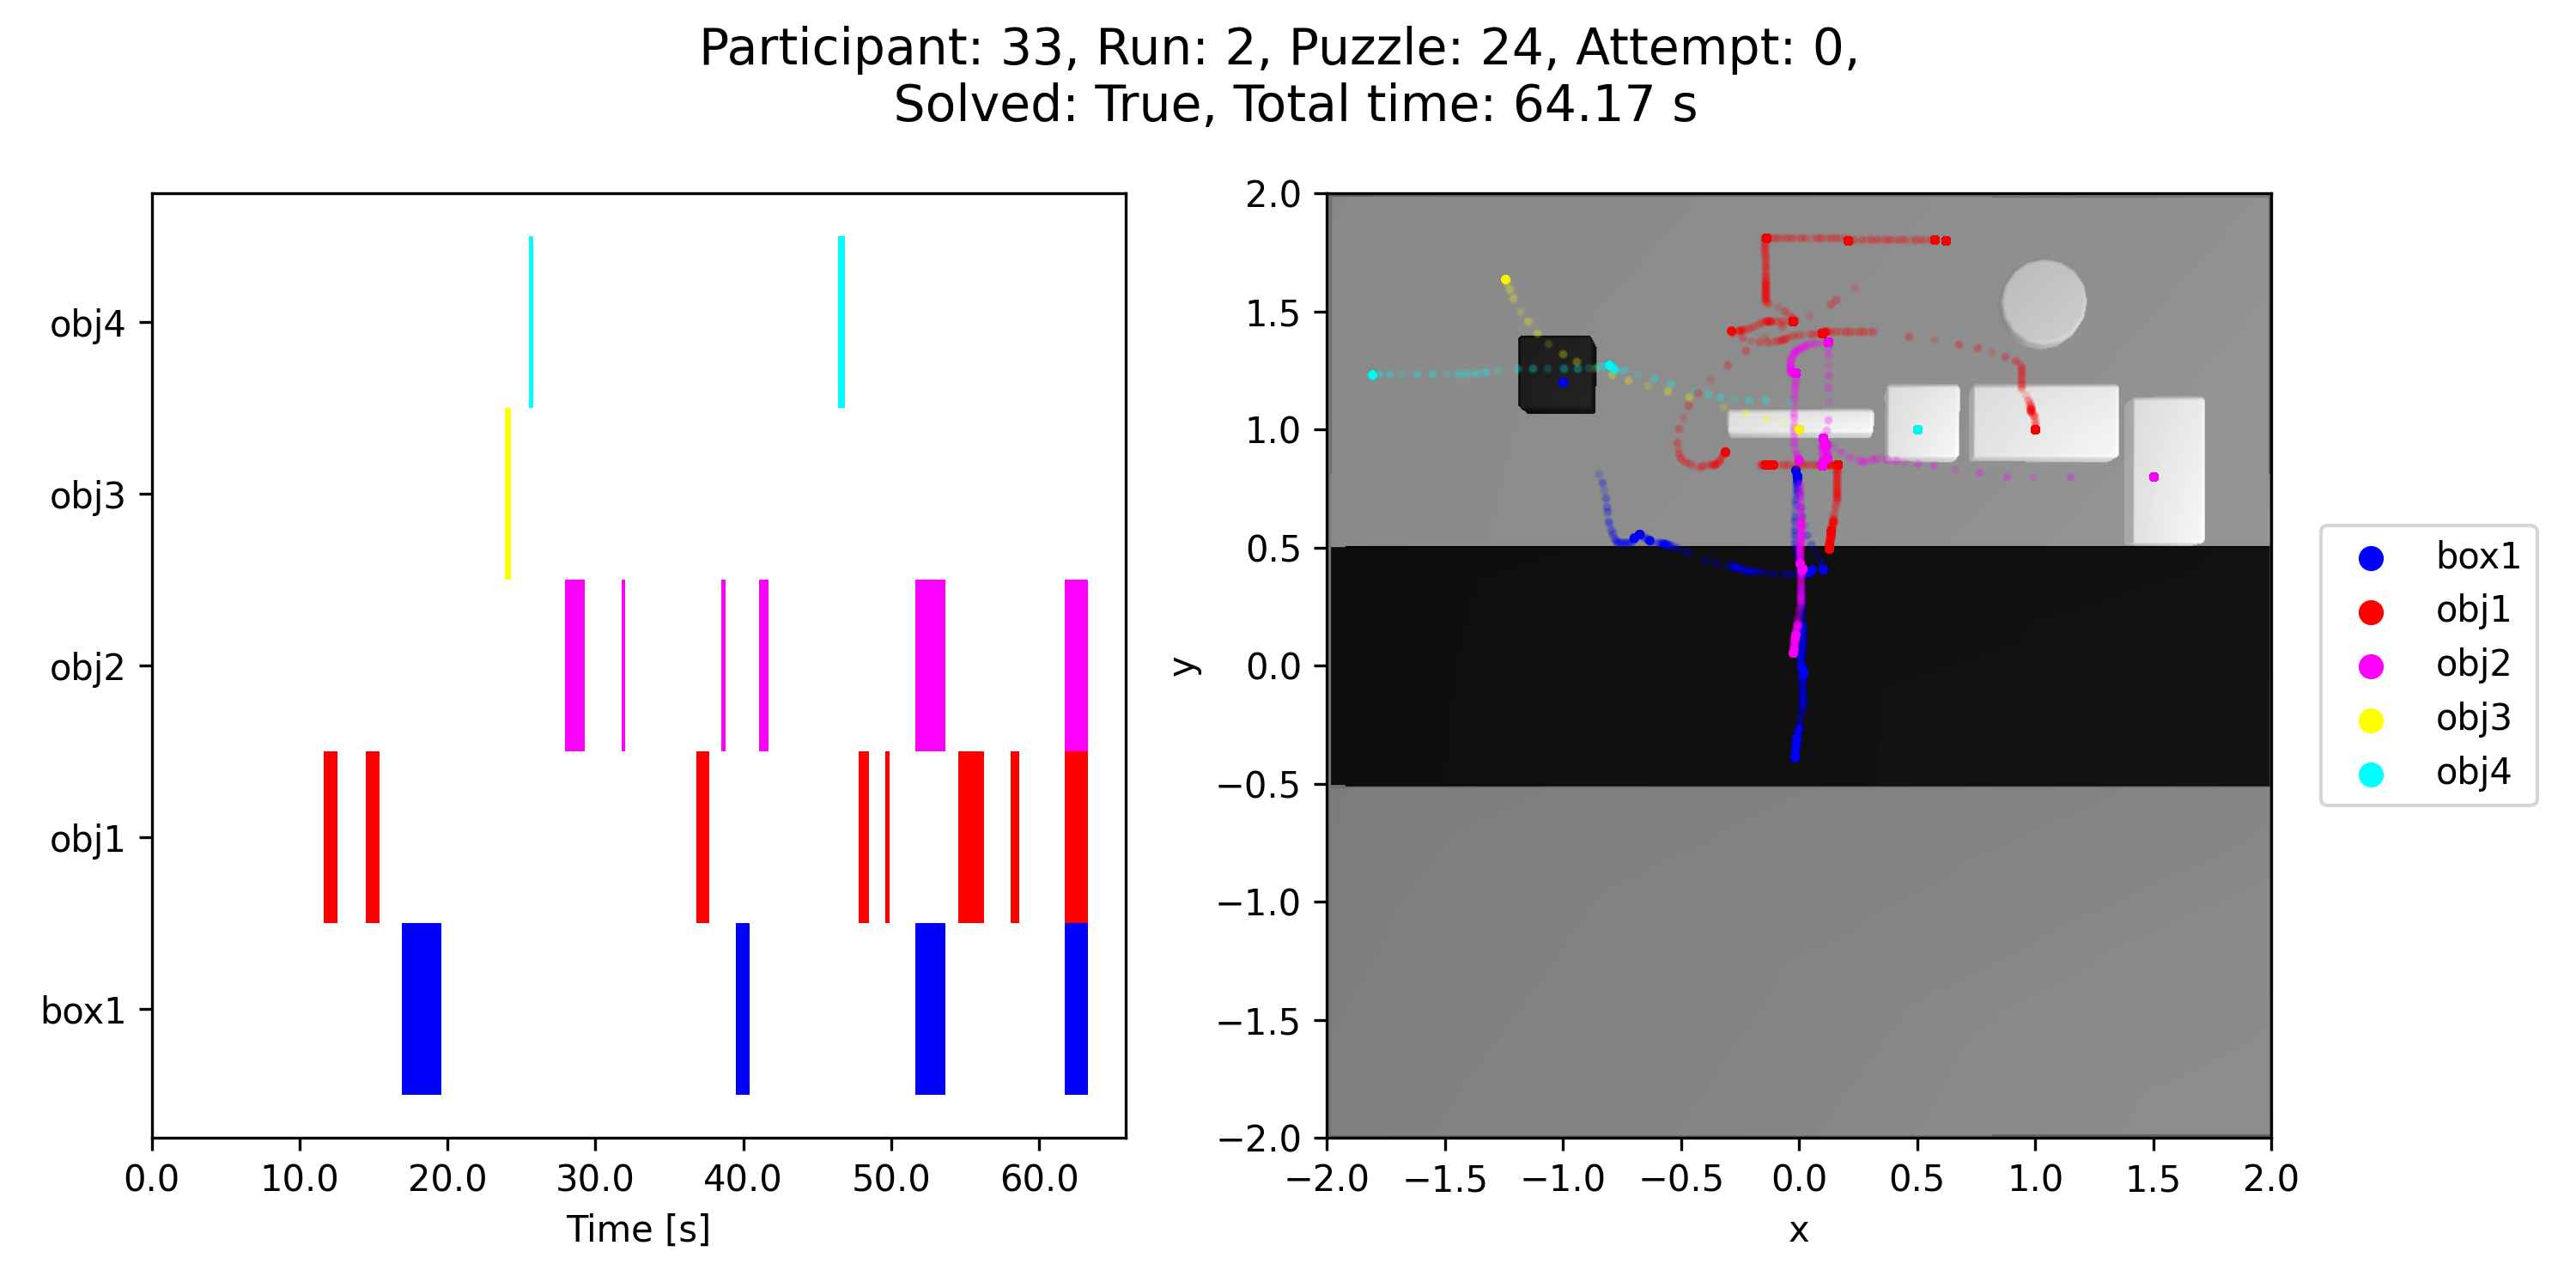 Participant: 33, Run: 2, Puzzle: 24, Attempt: 0,
Solved: True, Total time: 64.17 s
obj4
obj3
obj2
obj1
box1
0.0 10.0 20.0 30.0 40.0 50.0 60.0
Time [s]
2.0
1.5
1.0
0.5
0.0
−0.5
−1.0
−1.5
−2.0
y
−2.0 −1.5 −1.0 −0.5 0.0 0.5 1.0 1.5 2.0
x
box1
obj1
obj2
obj3
obj4